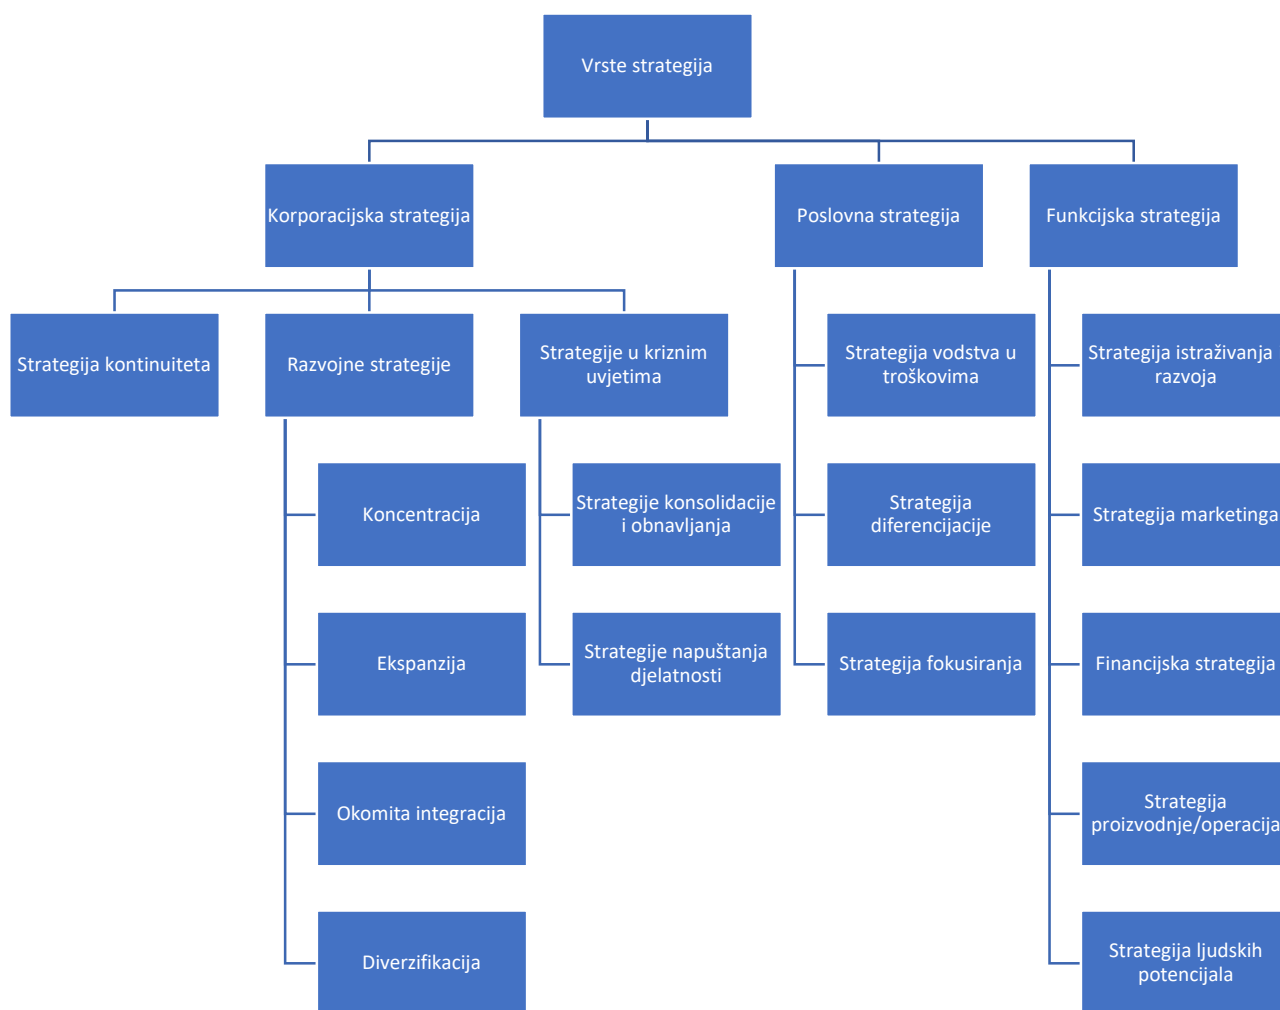 Vrste strategija
Korporacijska strategija
Poslovna strategija
Funkcijska strategija
Strategija kontinuiteta
Razvojne strategije
Strategije u kriznim
uvjetima
Strategija vodstva u
troškovima
Strategija istraživanja
razvoja
Koncentracija
Strategije konsolidacije
i obnavljanja
Strategija
diferencijacije
Strategija marketinga
Ekspanzija
Strategije napuštanja
djelatnosti
Strategija fokusiranja
Financijska strategija
Okomita integracija
Strategija
proizvodnje/operacija
Diverzifikacija
Strategija ljudskih
potencijala